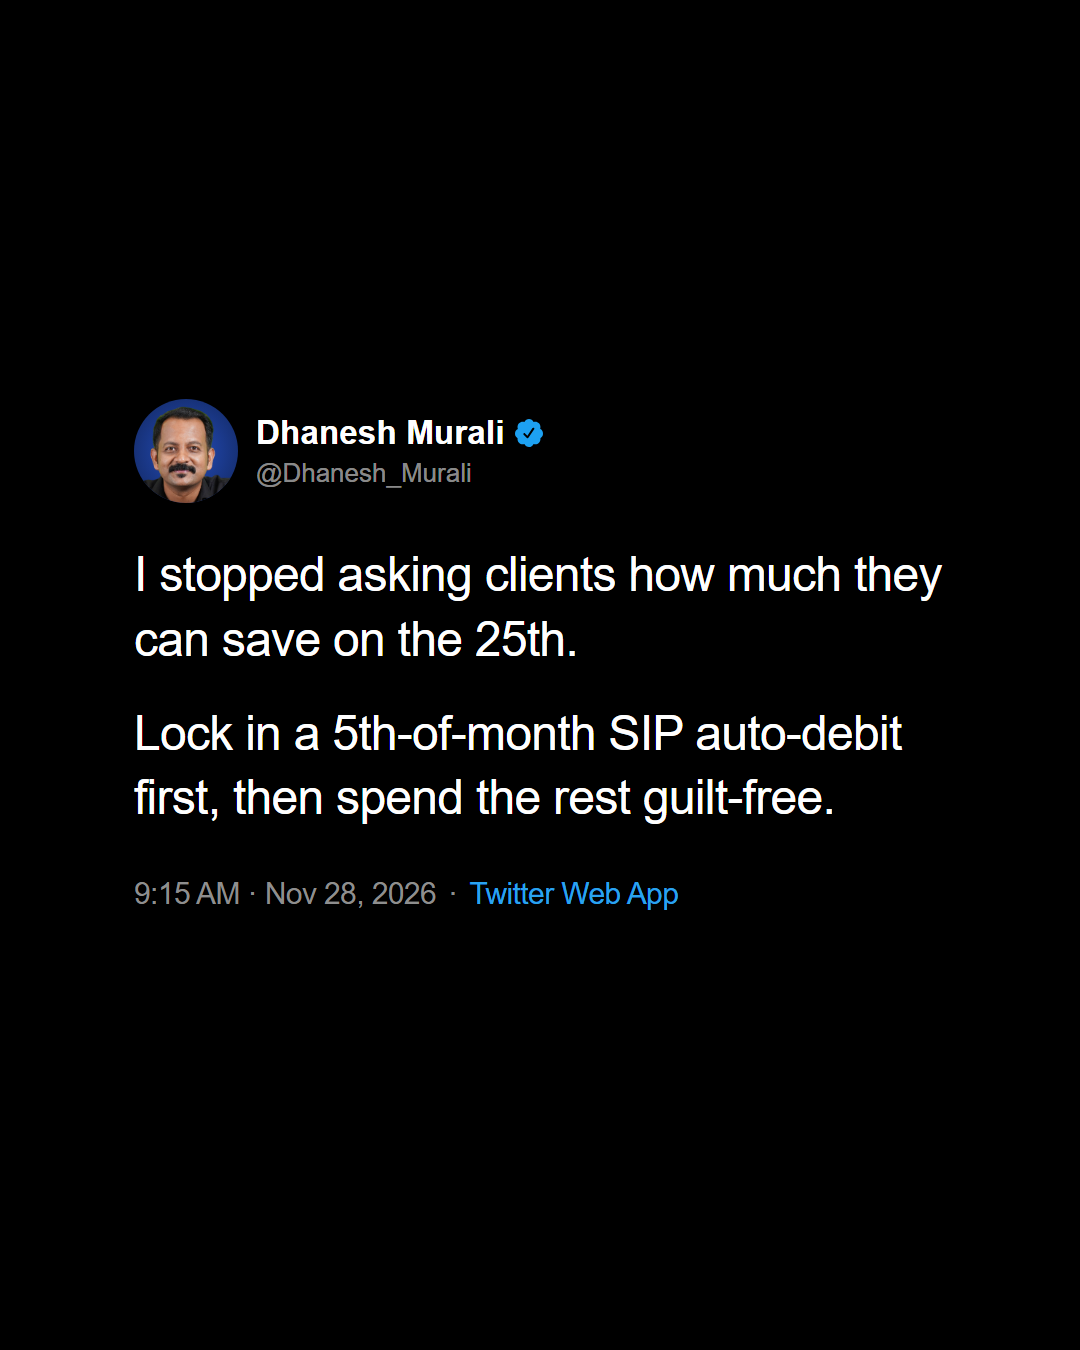 Dhanesh Murali
@Dhanesh_Murali
I stopped asking clients how much they
can save on the 25th.
Lock in a 5th-of-month SIP auto-debit
first, then spend the rest guilt-free.
9:15 AM · Nov 28, 2026 · Twitter Web App